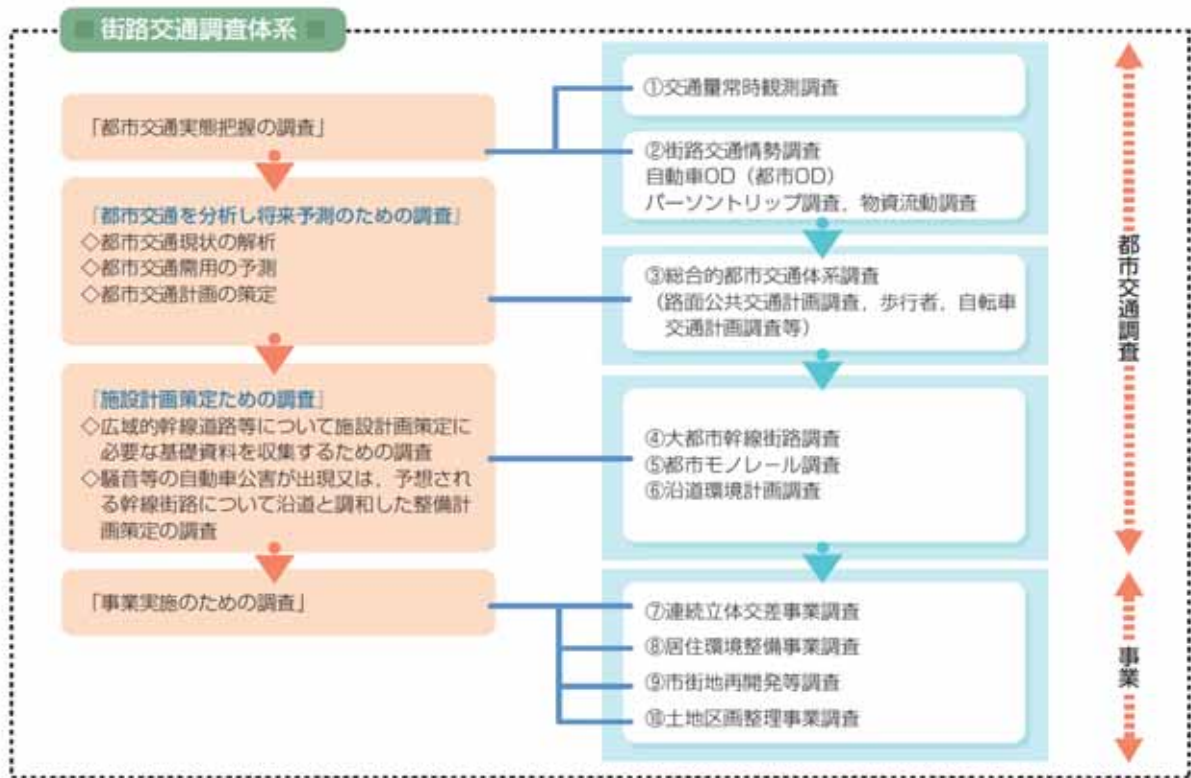 街路交通調査体系
「都市交通実態把握の調査」
『都市交通を分析し将来予測のための調査』
◇都市交通現状の解析
◇都市交通需用の予測
◇都市交通計画の策定
『施設計画策定ための調査』
◇広域的幹線道路等について施設計画策定に
必要な基礎資料を収集するための調査
◇騒音等の自動車公害が出現又は，予想され
る幹線街路について沿道と調和した整備計
画策定の調査
「事業実施のための調査」
①交通量常時観測調査
②街路交通情勢調査
自動車OD（都市OD）
パーソントリップ調査，物資流動調査
③総合的都市交通体系調査
（路面公共交通計画調査，歩行者，自転車
交通計画調査等）
④大都市幹線街路調査
⑤都市モノレール調査
⑥沿道環境計画調査
⑦連続立体交差事業調査
⑧居住環境整備事業調査
⑨市街地再開発等調査
⑩土地区画整理事業調査
都市交通調査
事業